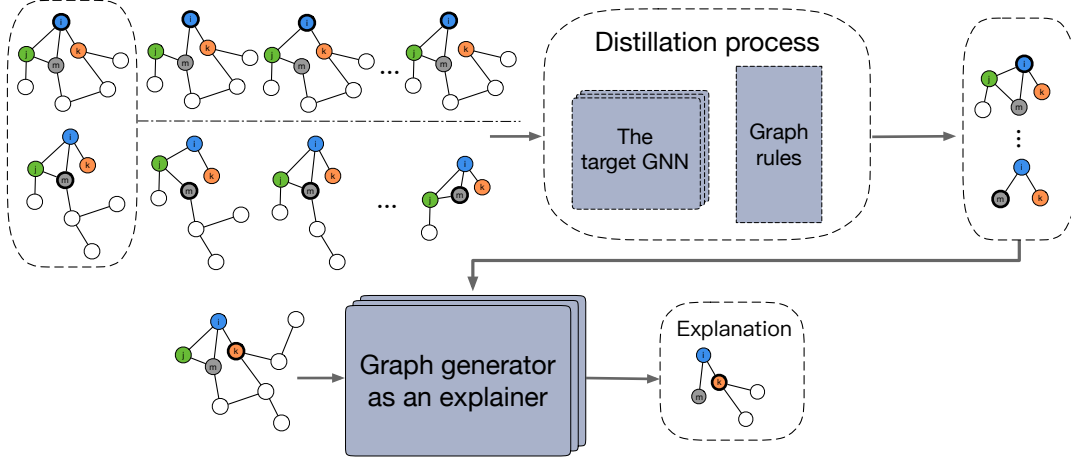 i i i i
j k j k j k j k
m m m m
... 
Distillation process
The
target GNN
Graph
rules
i
j k
m
...
i
m k
i i i i
j k k j k k
m m m j m
...
i
j k
m
Graph generator
as an explainer
Explanation
i
k
m